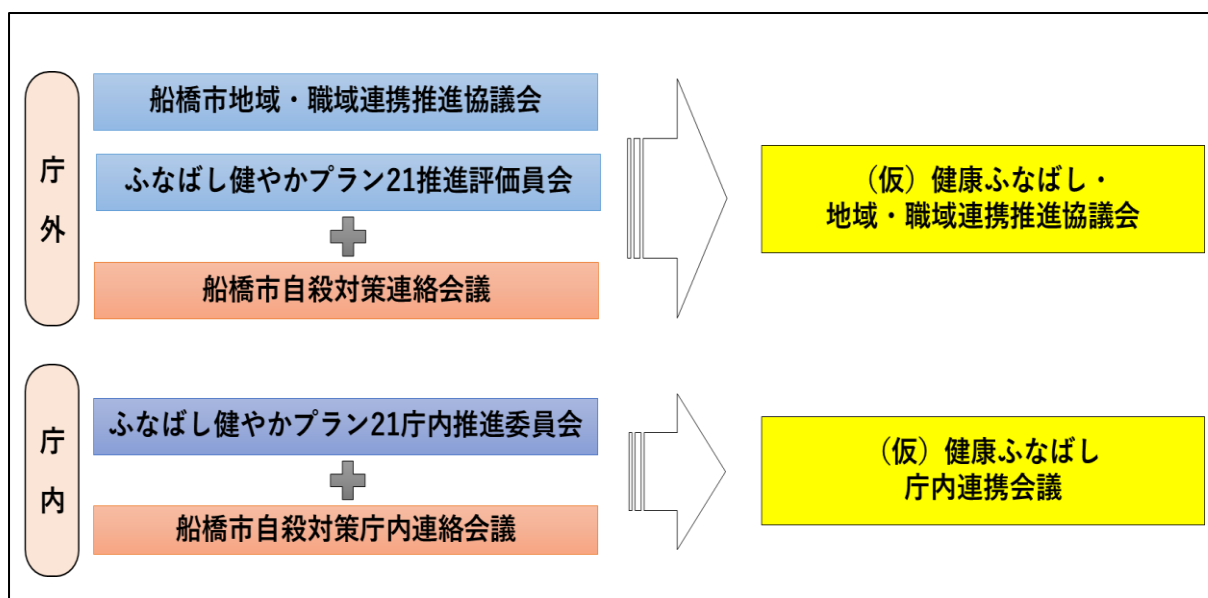 庁外
船橋市地域・職域連携推進協議会
ふなばし健やかプラン21推進評価員会
船橋市自殺対策連絡会議
（仮）健康ふなばし・
地域・職域連携推進協議会
庁内
ふなばし健やかプラン21庁内推進委員会
船橋市自殺対策庁内連絡会議
（仮）健康ふなばし
庁内連携会議